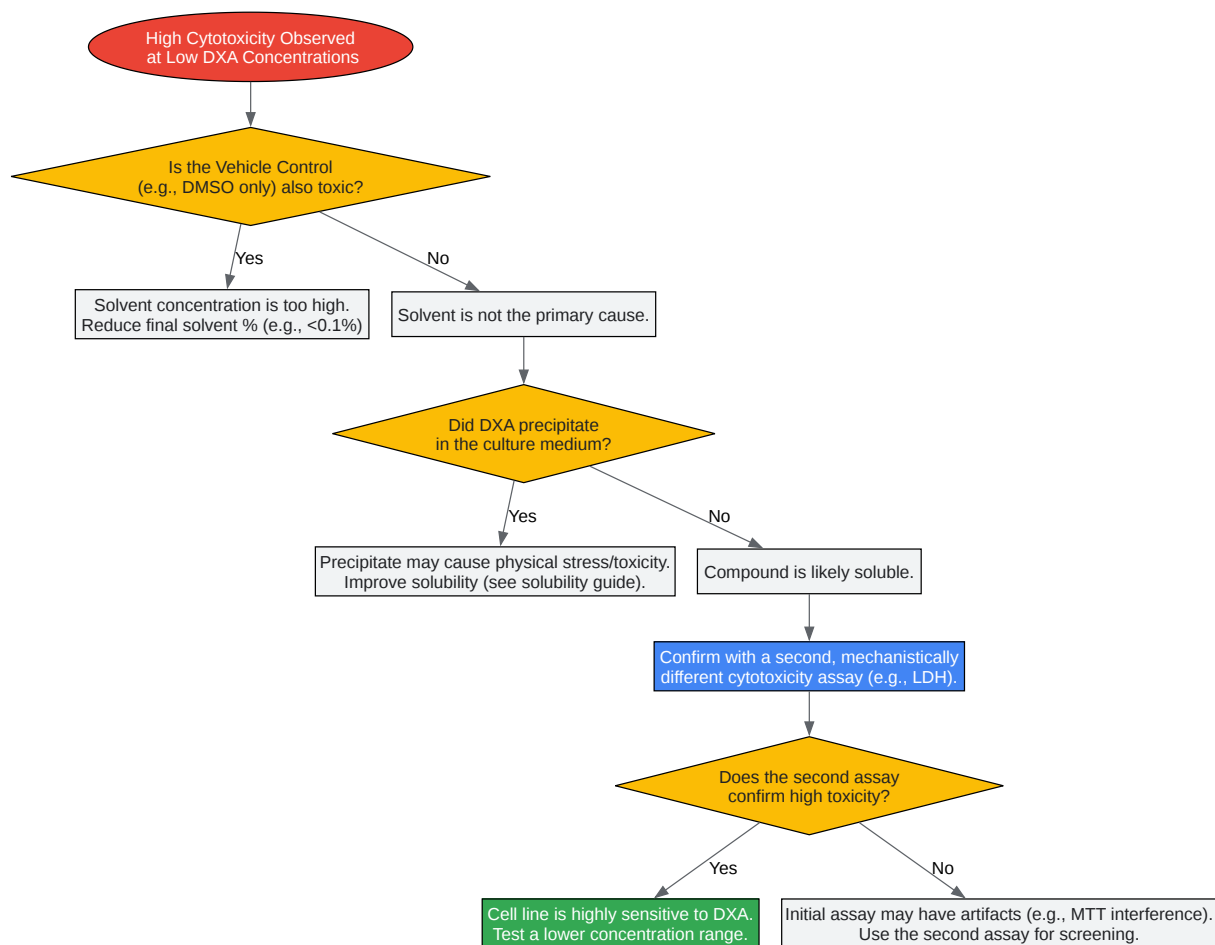 High Cytotoxicity Observed
at Low DXA Concentrations
Is the Vehicle Control
(e.g., DMSO only) also toxic?
Yes
No
Solvent concentration is too high.
Reduce final solvent % (e.g., <0.1%)
Solvent is not the primary cause.
Did DXA precipitate
in the culture medium?
Yes
No
Precipitate may cause physical stress/toxicity.
Improve solubility (see solubility guide).
Compound is likely soluble.
Confirm with a second, mechanistically
different cytotoxicity assay (e.g., LDH).
Does the second assay
confirm high toxicity?
Yes
No
Cell line is highly sensitive to DXA.
Test a lower concentration range.
Initial assay may have artifacts (e.g., MTT interference).
Use the second assay for screening.